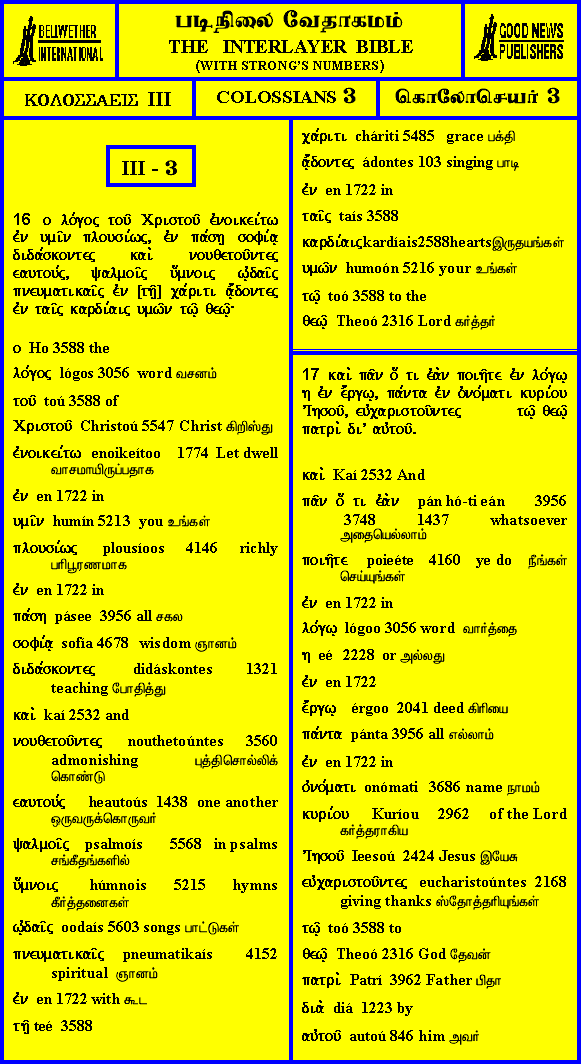 BELLWETHER
INTERNATIONAL
படிநிலை வேதாகமம்
THE INTERLAYER BIBLE
(WITH STRONG'S NUMBERS)
GOOD NEWS
PUBLISHERS
ΚΟΛΟΣΣΑΕΙΣ III
COLOSSIANS 3
கொலோசெயர் 3
III - 3
16 ο λόγος τοῦ Χριστοῦ ἐνοικείτω
ἐν υμῖν πλουσίως, ἐν πάσῃ σοφίᾳ
διδάσκοντες καὶ νουθετοῦντες
εαυτούς, ψαλμοῖς ὕμνοις ᾠδαῖς
πνευματικαῖς ἐν [τῇ] χάριτι ᾄδοντες
ἐν ταῖς καρδίαις υμῶν τῷ θεῷ·
ο Ho 3588 the
λόγος lógos 3056 word வசனம்
τοῦ toú 3588 of
Χριστοῦ Christoú 5547 Christ கிறிஸ்து
ἐνοικείτω enoikeítoo 1774 Let dwell
வாசமாயிருப்பதாக
ἐν en 1722 in
υμῖν humín 5213 you உங்கள்
πλουσίως plousíoos 4146 richly
பரிபூரணமாக
ἐν en 1722 in
πάσῃ pásee 3956 all சகல
σοφίᾳ sofía 4678 wisdom ஞானம்
διδάσκοντες didáskontes 1321
teaching போதித்து
καὶ kaí 2532 and
νουθετοῦντες nouthetoúntes 3560
admonishing புத்திசொல்லிக்
கொண்டு
εαυτούς heautoús 1438 one another
ஒருவருக்கொருவர்
ψαλμοῖς psalmoís 5568 in psalms
சங்கீதங்களில்
ὕμνοις húmnois 5215 hymns
கீர்த்தனைகள்
ᾠδαῖς oodaís 5603 songs பாட்டுகள்
πνευματικαῖς pneumatikaís 4152
spiritual ஞானம்
ἐν en 1722 with கூட
τῇ teé 3588
χάριτι cháriti 5485 grace பக்தி
ᾄδοντες ádontes 103 singing பாடி
ἐν en 1722 in
ταῖς taís 3588
καρδίαις kardíais2588hearts இருதயங்கள்
υμῶν humoón 5216 your உங்கள்
τῷ toó 3588 to the
θεῷ Theoó 2316 Lord கர்த்தர்
17 καὶ πᾶν ὅ τι ἐὰν ποιῆτε ἐν λόγῳ
η ἐν ἔργῳ, πάντα ἐν ὀνόματι κυρίου
Ἰησοῦ, εὐχαριστοῦντες τῷ θεῷ
πατρὶ δι’ αὐτοῦ.
καὶ Kaí 2532 And
πᾶν ὅ τι ἐὰν pán hó-ti eán 3956
3748 1437 whatsoever
அதையெல்லாம்
ποιῆτε poieéte 4160 ye do நீங்கள்
செய்யுங்கள்
ἐν en 1722 in
λόγῳ lógoo 3056 word வார்த்தை
η eé 2228 or அல்லது
ἐν en 1722
ἔργῳ érgoo 2041 deed கிரியை
πάντα pánta 3956 all எல்லாம்
ἐν en 1722 in
ὀνόματι onómati 3686 name நாமம்
κυρίου Kuríou 2962 of the Lord
கர்த்தராகிய
Ἰησοῦ Ieesoú 2424 Jesus இயேசு
εὐχαριστοῦντες eucharistoúntes 2168
giving thanks ஸ்தோத்தரியுங்கள்
τῷ toó 3588 to
θεῷ Theoó 2316 God தேவன்
πατρὶ Patrí 3962 Father பிதா
διὰ diá 1223 by
αὐτοῦ autoú 846 him அவர்